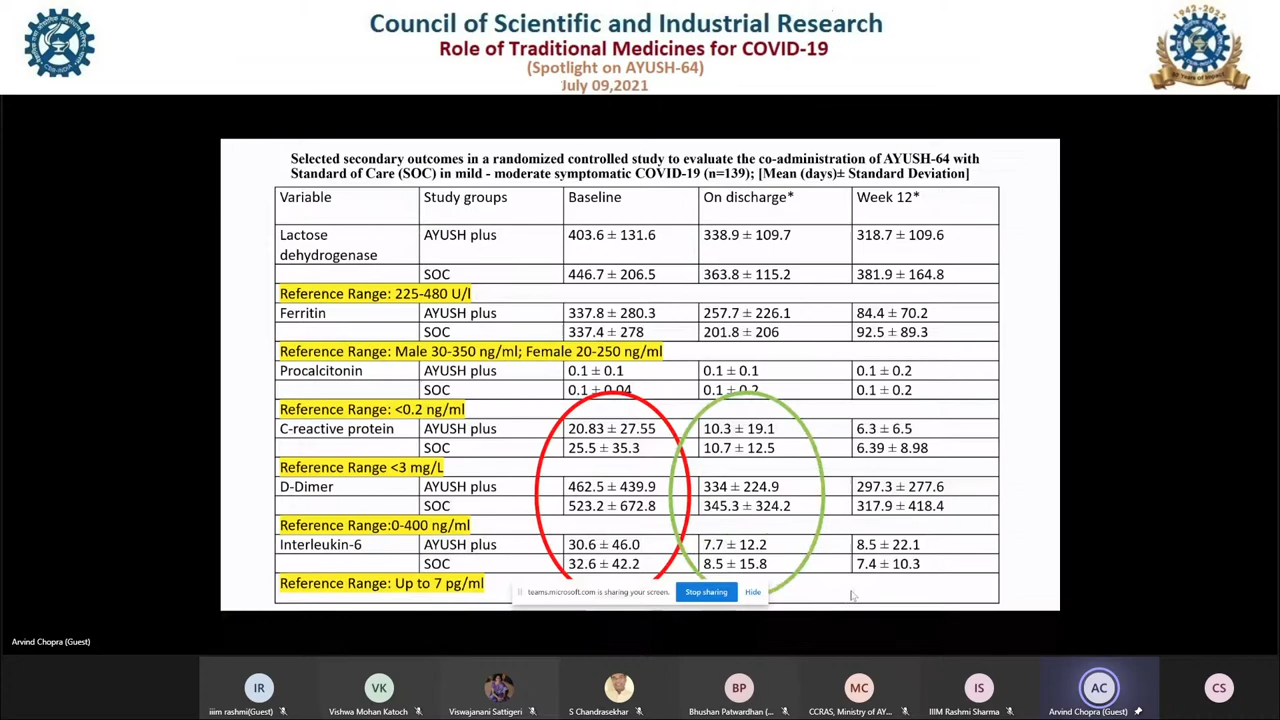 Council of Scientific and Industrial Research
Role of Traditional Medicines for COVID-19
(Spotlight on AYUSH-64)
July 09,2021
1942-2022
Selected secondary outcomes in a randomized controlled study to evaluate the co-administration of AYUSH-64 with
Standard of Care (SOC) in mild - moderate symptomatic COVID-19 (n=139); [Mean (days)± Standard Deviation]
Variable Study groups Baseline On discharge* Week 12*
Lactose dehydrogenase AYUSH plus 403.6 ± 131.6 338.9 ± 109.7 318.7 ± 109.6
SOC 446.7 ± 206.5 363.8 ± 115.2 381.9 ± 164.8
Reference Range: 225-480 U/l
Ferritin AYUSH plus 337.8 ± 280.3 257.7 ± 226.1 84.4 ± 70.2
SOC 337.4 ± 278 201.8 ± 206 92.5 ± 89.3
Reference Range: Male 30-350 ng/ml; Female 20-250 ng/ml
Procalcitonin AYUSH plus 0.1 ± 0.1 0.1 ± 0.1 0.1 ± 0.2
SOC 0.1 ± 0.04 0.1 ± 0.2 0.1 ± 0.2
Reference Range: <0.2 ng/ml
C-reactive protein AYUSH plus 20.83 ± 27.55 10.3 ± 19.1 6.3 ± 6.5
SOC 25.5 ± 35.3 10.7 ± 12.5 6.39 ± 8.98
Reference Range <3 mg/L
D-Dimer AYUSH plus 462.5 ± 439.9 334 ± 224.9 297.3 ± 277.6
SOC 523.2 ± 672.8 345.3 ± 324.2 317.9 ± 418.4
Reference Range:0-400 ng/ml
Interleukin-6 AYUSH plus 30.6 ± 46.0 7.7 ± 12.2 8.5 ± 22.1
SOC 32.6 ± 42.2 8.5 ± 15.8 7.4 ± 10.3
Reference Range: Up to 7 pg/ml
teams.microsoft.com is sharing your screen. Stop sharing Hide
Arvind Chopra (Guest)
IR VK BP MC IS AC CS
iiim rashmi(Guest) Vishwa Mohan Katoch Viswajanani Sattigeri S Chandrasekhar Bhushan Patwardhan (... CCRAS, Ministry of AY... IIIM Rashmi Sharma Arvind Chopra (Guest)